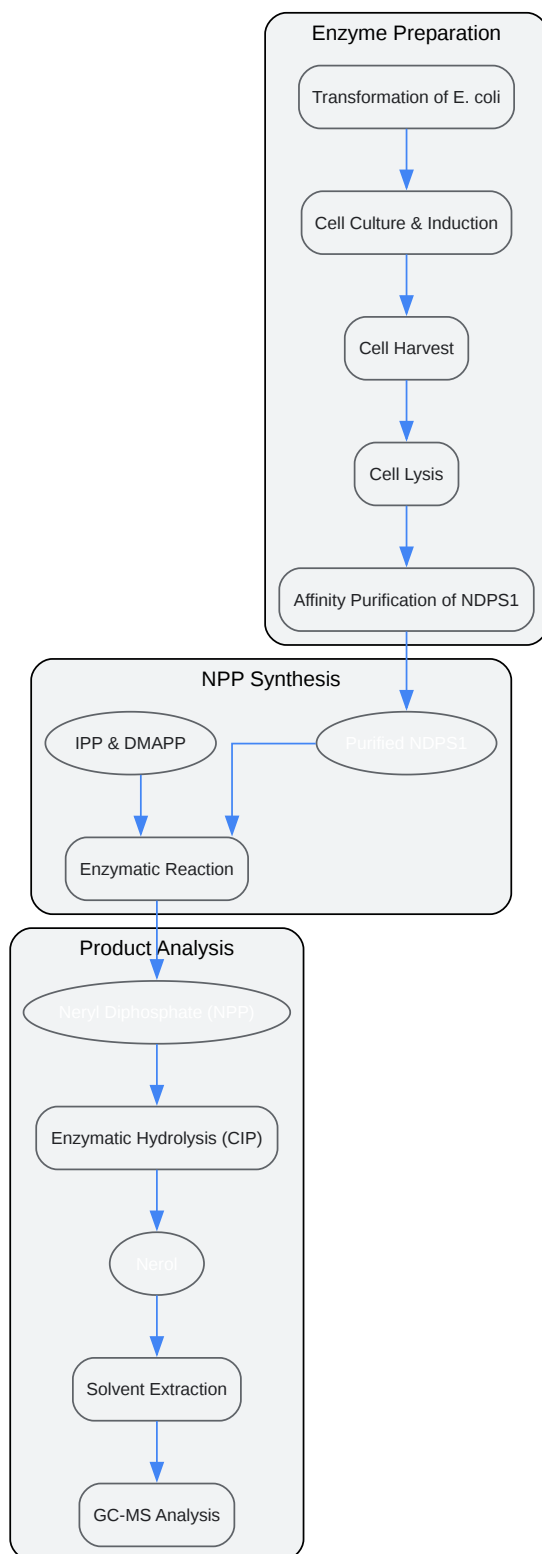 Enzyme Preparation
Transformation of E. coli
Cell Culture & Induction
Cell Harvest
Cell Lysis
Affinity Purification of NDPS1
NPP Synthesis
IPP & DMAPP
Purified NDPS1
Enzymatic Reaction
Product Analysis
Neryl Diphosphate (NPP)
Enzymatic Hydrolysis (CIP)
Nerol
Solvent Extraction
GC-MS Analysis